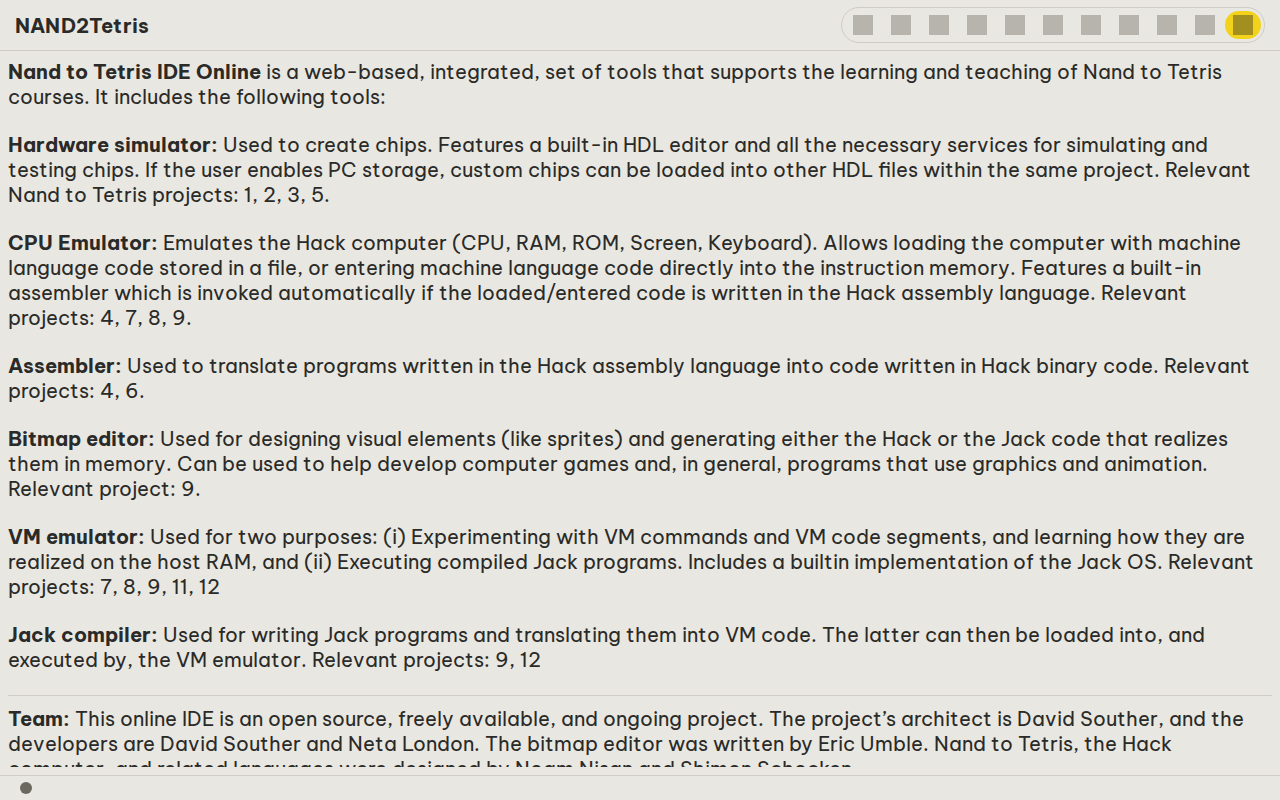 NAND2Tetris
Nand to Tetris IDE Online is a web-based, integrated, set of tools that supports the learning and teaching of Nand to Tetris
courses. It includes the following tools:
Hardware simulator: Used to create chips. Features a built-in HDL editor and all the necessary services for simulating and
testing chips. If the user enables PC storage, custom chips can be loaded into other HDL files within the same project. Relevant
Nand to Tetris projects: 1, 2, 3, 5.
CPU Emulator: Emulates the Hack computer (CPU, RAM, ROM, Screen, Keyboard). Allows loading the computer with machine
language code stored in a file, or entering machine language code directly into the instruction memory. Features a built-in
assembler which is invoked automatically if the loaded/entered code is written in the Hack assembly language. Relevant
projects: 4, 7, 8, 9.
Assembler: Used to translate programs written in the Hack assembly language into code written in Hack binary code. Relevant
projects: 4, 6.
Bitmap editor: Used for designing visual elements (like sprites) and generating either the Hack or the Jack code that realizes
them in memory. Can be used to help develop computer games and, in general, programs that use graphics and animation.
Relevant project: 9.
VM emulator: Used for two purposes: (i) Experimenting with VM commands and VM code segments, and learning how they are
realized on the host RAM, and (ii) Executing compiled Jack programs. Includes a builtin implementation of the Jack OS. Relevant
projects: 7, 8, 9, 11, 12
Jack compiler: Used for writing Jack programs and translating them into VM code. The latter can then be loaded into, and
executed by, the VM emulator. Relevant projects: 9, 12
Team: This online IDE is an open source, freely available, and ongoing project. The project's architect is David Souther, and the
developers are David Souther and Neta London. The bitmap editor was written by Eric Umble. Nand to Tetris, the Hack
computer, and related languages were designed by Noam Nisan and Shimon Schocken.